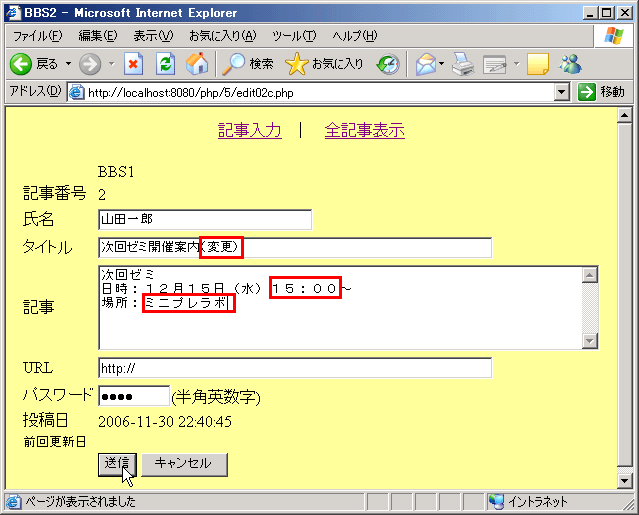 BBS2 - Microsoft Internet Explorer
ファイル(F) 編集(E) 表示(V) お気に入り(A) ツール(T) ヘルプ(H)
戻る 検索 お気に入り
アドレス(D) http://localhost:8080/php/5/edit02c.php 移動
記事入力 | 全記事表示
BBS1
記事番号 2
氏名 山田一郎
タイトル 次回ゼミ開催案内(変更)
次回ゼミ
日時：１２月１５日（水）１５：００～
場所：ミニプレラボ
記事
URL http://
パスワード ●●●● (半角英数字)
投稿日 2006-11-30 22:40:45
前回更新日
送信 キャンセル
ページが表示されました イントラネット